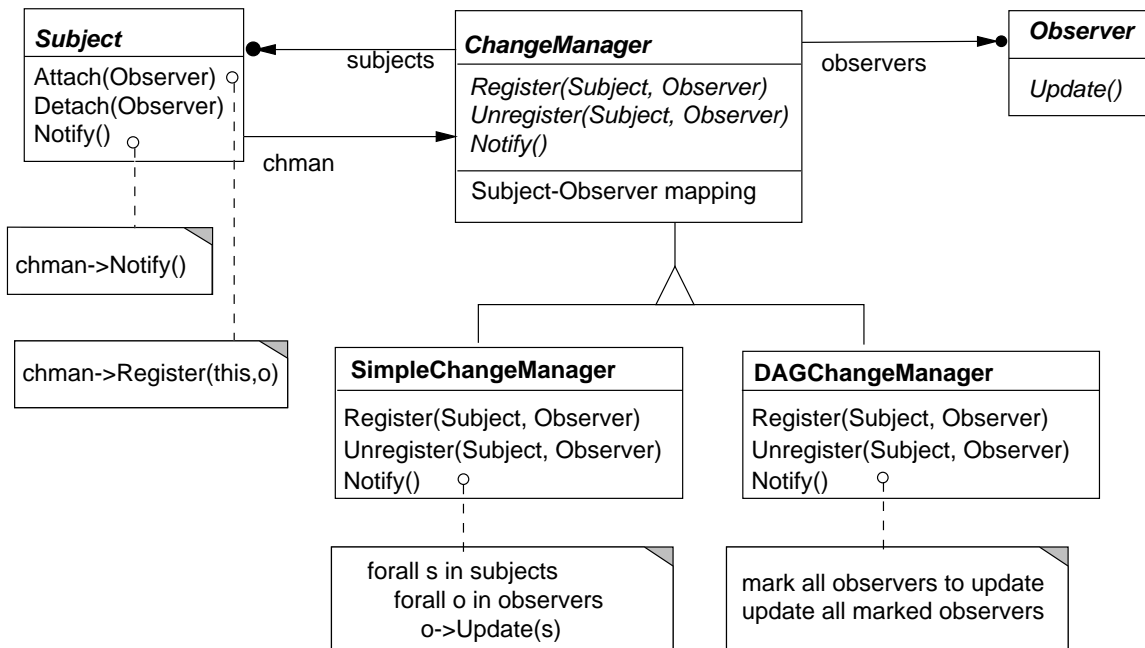 Subject
Attach(Observer)
Detach(Observer)
Notify()
subjects
chman
ChangeManager
Register(Subject, Observer)
Unregister(Subject, Observer)
Notify()
Subject-Observer mapping
observers
Observer
Update()
chman->Notify()
chman->Register(this,o)
SimpleChangeManager
Register(Subject, Observer)
Unregister(Subject, Observer)
Notify()
forall s in subjects
forall o in observers
o->Update(s)
DAGChangeManager
Register(Subject, Observer)
Unregister(Subject, Observer)
Notify()
mark all observers to update
update all marked observers